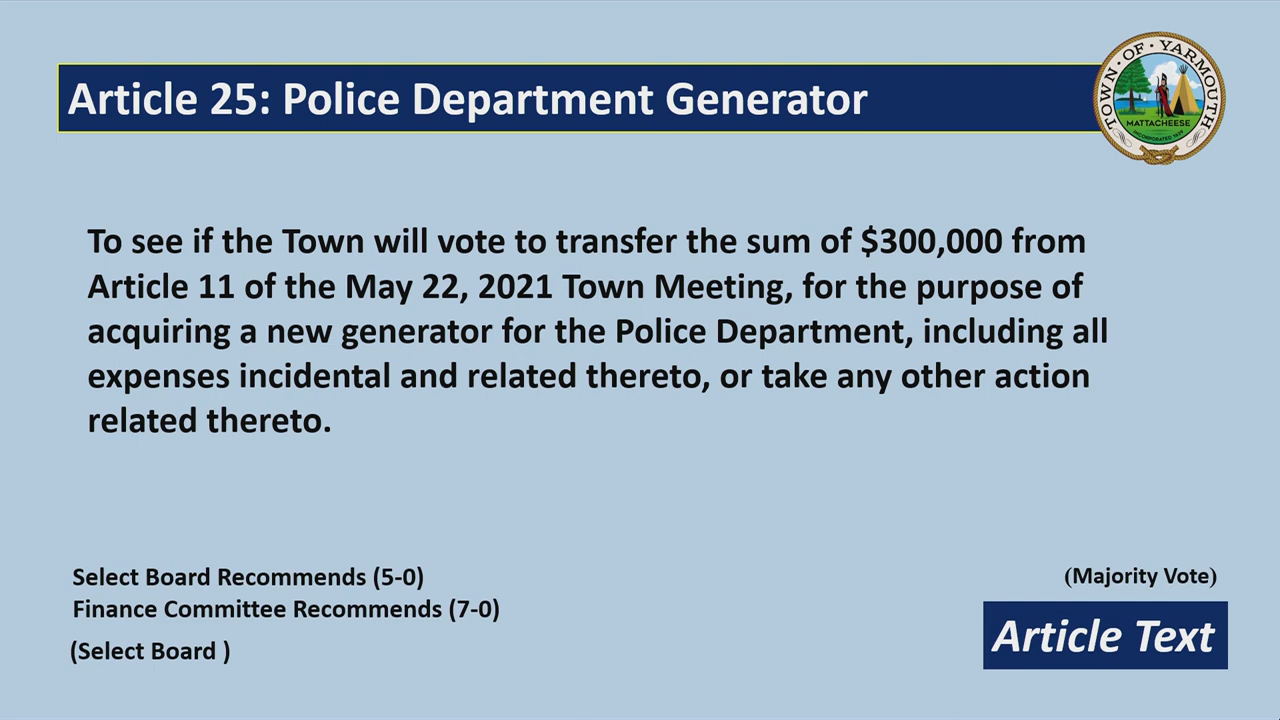 Article 25: Police Department Generator
TOWN OF · YARMOUTH
MATTACHEESE
INCORPORATED 1639
To see if the Town will vote to transfer the sum of $300,000 from
Article 11 of the May 22, 2021 Town Meeting, for the purpose of
acquiring a new generator for the Police Department, including all
expenses incidental and related thereto, or take any other action
related thereto.
Select Board Recommends (5-0)
(Majority Vote)
Finance Committee Recommends (7-0)
(Select Board )
Article Text